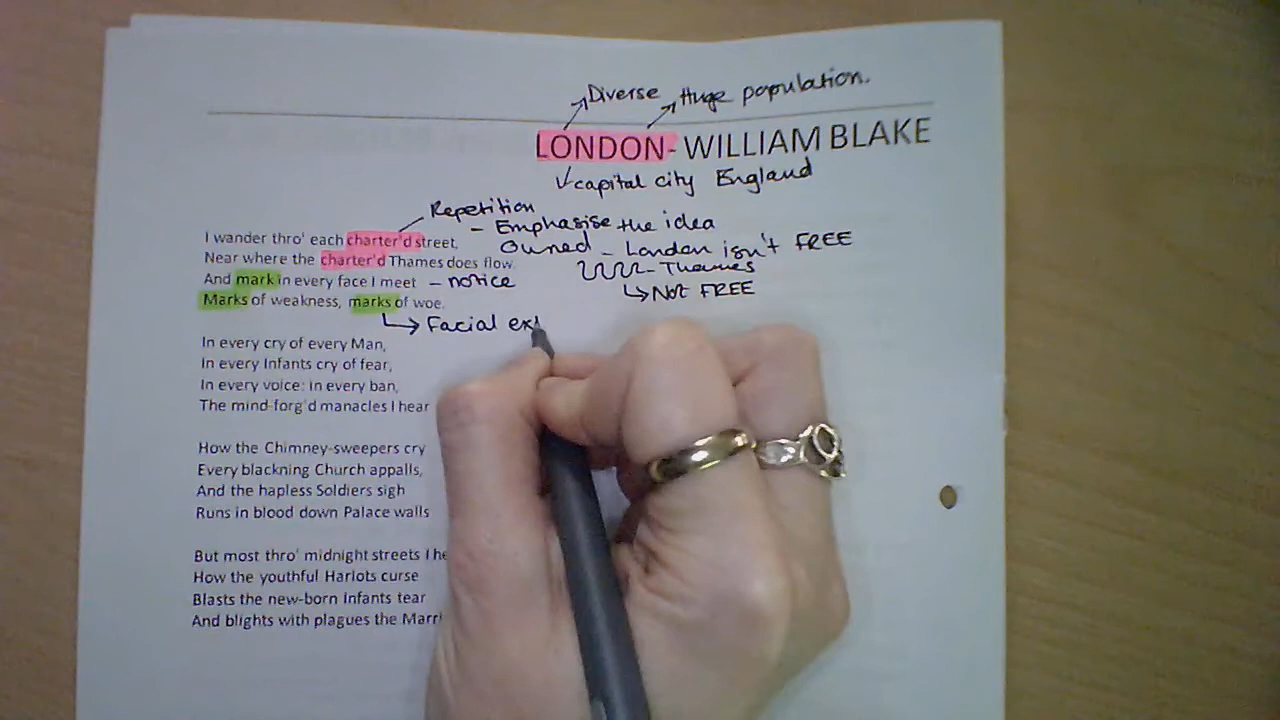 Diverse Huge population.
LONDON- WILLIAM BLAKE
capital city England
Repetition
- Emphasise the idea
I wander thro' each charter'd street,
Owned - London isn't FREE
Near where the charter'd Thames does flow.
- Thames
And mark in every face I meet - notice
Not FREE
Marks of weakness, marks of woe.
Facial ex
In every cry of every Man,
In every Infants cry of fear,
In every voice: in every ban,
The mind-forg'd manacles I hear
How the Chimney-sweepers cry
Every blackning Church appalls,
And the hapless Soldiers sigh
Runs in blood down Palace walls
But most thro' midnight streets I he
How the youthful Harlots curse
Blasts the new-born Infants tear
And blights with plagues the Marr